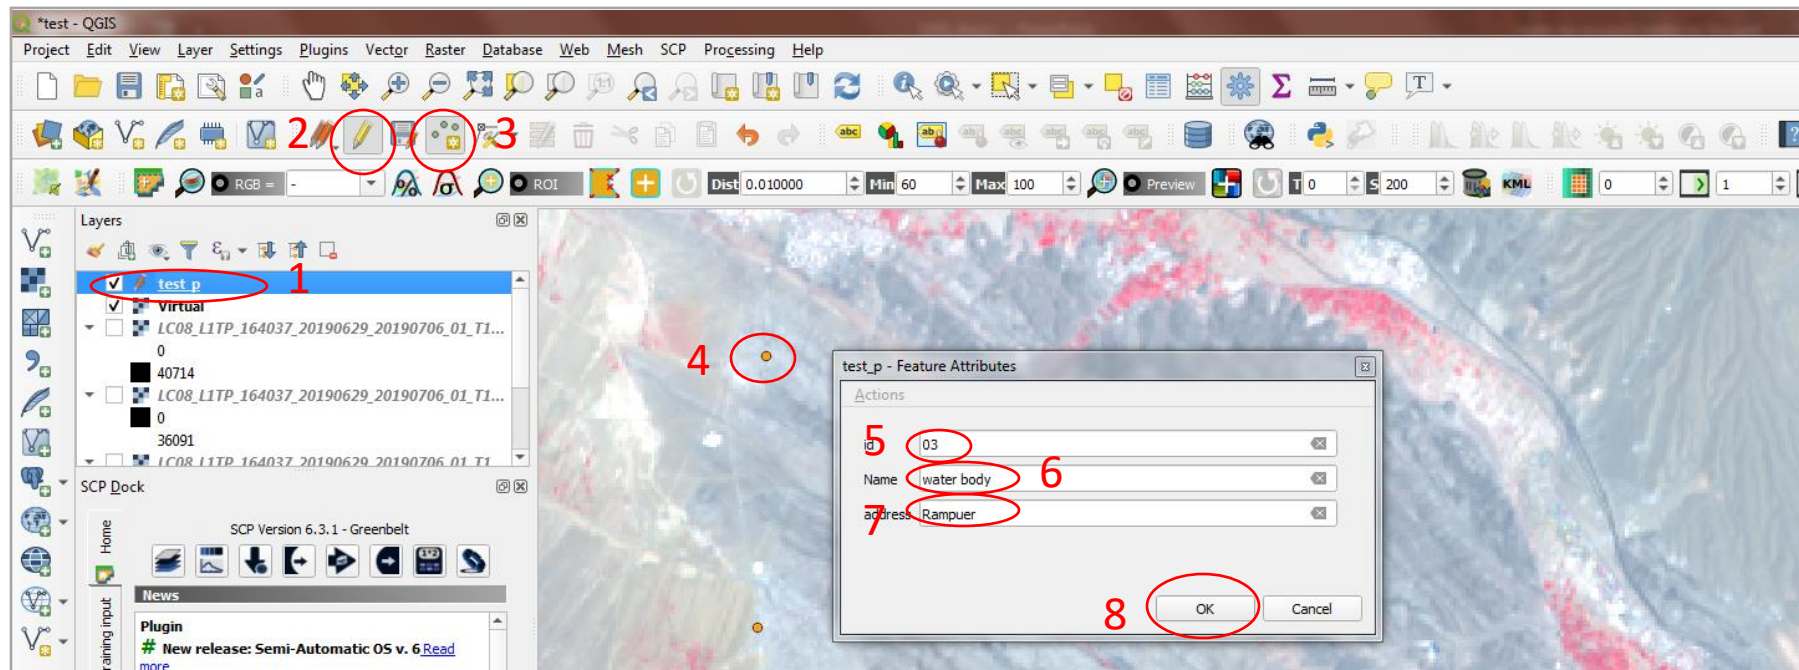 *test - QGIS
Project Edit View Layer Settings Plugins Vector Raster Database Web Mesh SCP Processing Help
2 3
RGB = - ROI Dist 0.010000 Min 60 Max 100 Preview T 0 S 200 KML 0 1
Layers
1
test_p
Virtual
LC08_L1TP_164037_20190629_20190706_01_T1...
0
40714
LC08_L1TP_164037_20190629_20190706_01_T1...
0
36091
LC08_L1TP_164037_20190629_20190706_01_T1
4
test_p - Feature Attributes
Actions
5 id 03
Name water body 6
7 address Rampuer
8 OK Cancel
SCP Dock
Home
SCP Version 6.3.1 - Greenbelt
News
Training input
Plugin
# New release: Semi-Automatic OS v. 6 Read
more